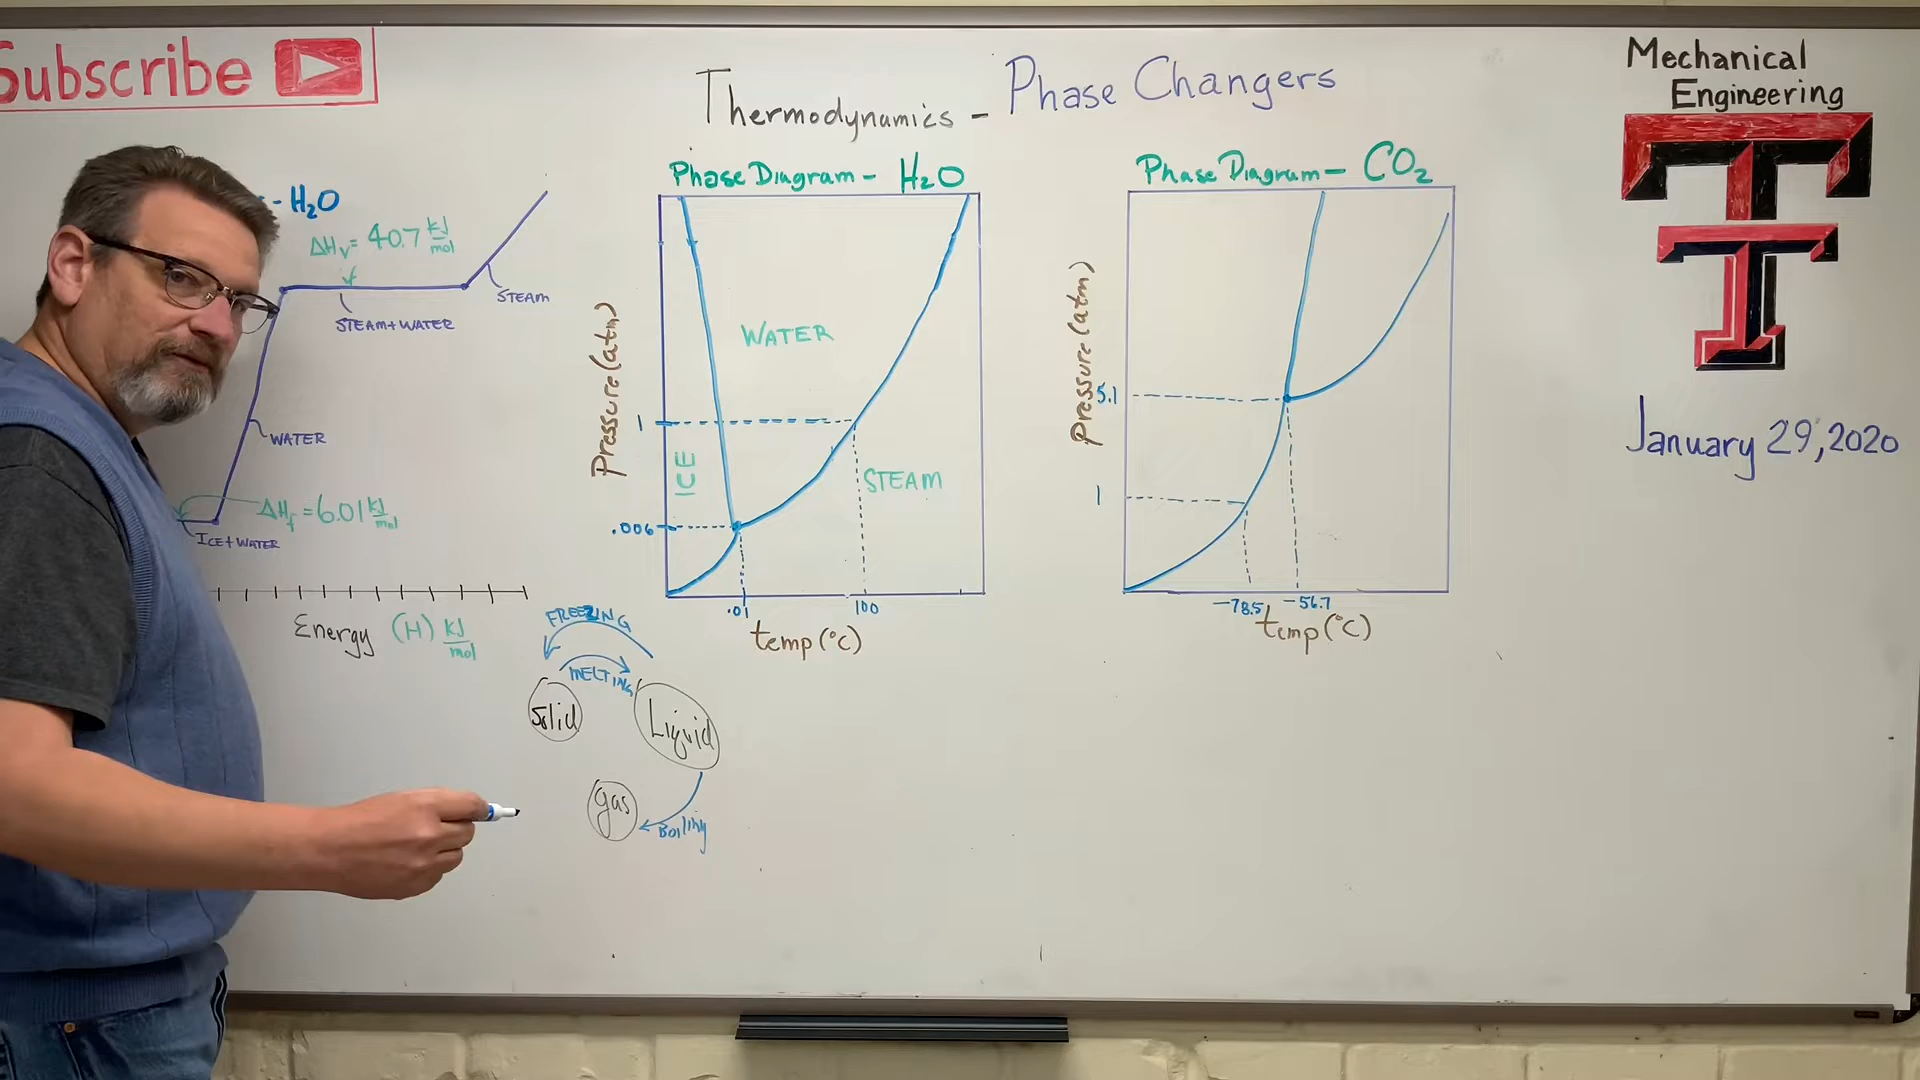 Subscribe
Thermodynamics - Phase Changers
Mechanical
Engineering
- H2O
ΔHv = 40.7 kJ/mol
STEAM
STEAM+WATER
WATER
ΔHf = 6.01 kJ/mol
ICE+WATER
Energy (H) kJ/mol
Phase Diagram - H2O
Pressure (atm)
WATER
1
ICE
STEAM
.006
.01
100
temp (°C)
Phase Diagram - CO2
Pressure (atm)
5.1
1
-78.5
-56.7
temp (°C)
January 29, 2020
FREEZING
MELTING
Solid
Liquid
gas
Boiling